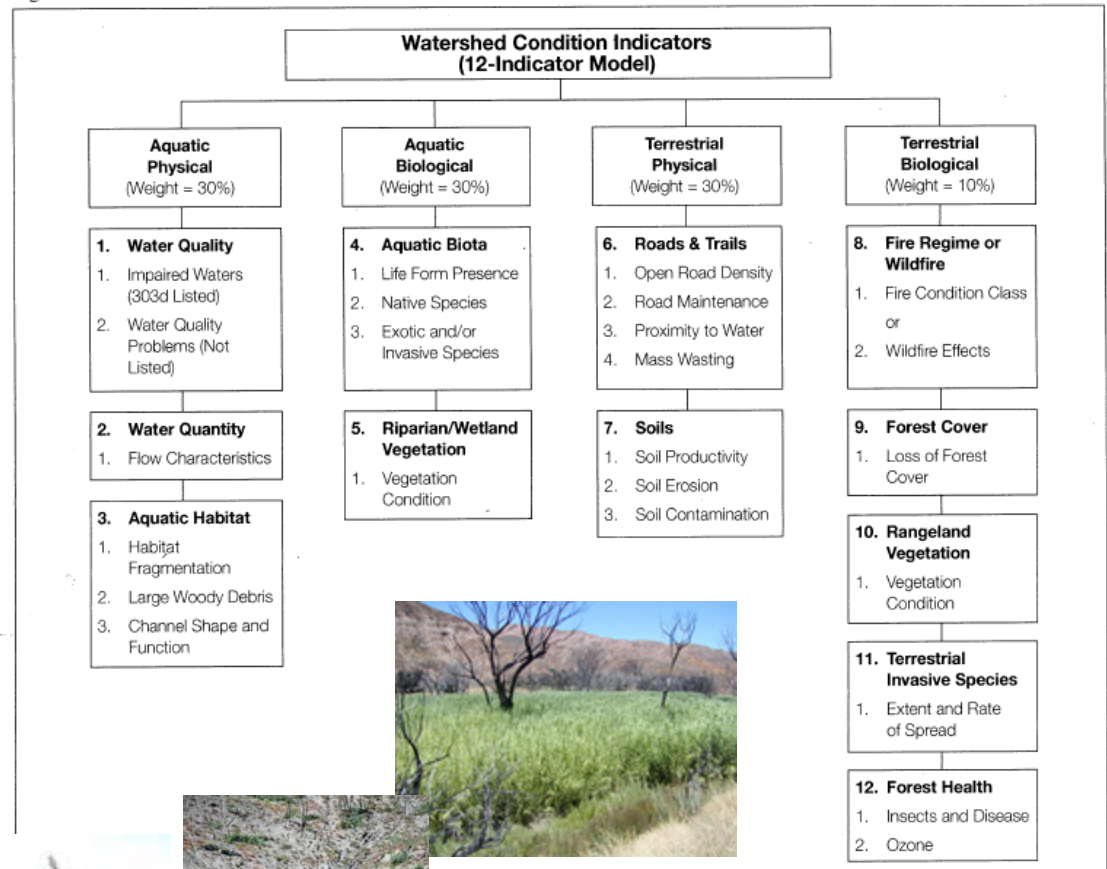 Watershed Condition Indicators
(12-Indicator Model)
Aquatic
Physical
(Weight = 30%)
1. Water Quality
1. Impaired Waters
(303d Listed)
2. Water Quality
Problems (Not
Listed)
2. Water Quantity
1. Flow Characteristics
3. Aquatic Habitat
1. Habitat
Fragmentation
2. Large Woody Debris
3. Channel Shape and
Function
Aquatic
Biological
(Weight = 30%)
4. Aquatic Biota
1. Life Form Presence
2. Native Species
3. Exotic and/or
Invasive Species
5. Riparian/Wetland
Vegetation
1. Vegetation
Condition
Terrestrial
Physical
(Weight = 30%)
6. Roads & Trails
1. Open Road Density
2. Road Maintenance
3. Proximity to Water
4. Mass Wasting
7. Soils
1. Soil Productivity
2. Soil Erosion
3. Soil Contamination
Terrestrial
Biological
(Weight = 10%)
8. Fire Regime or
Wildfire
1. Fire Condition Class
or
2. Wildfire Effects
9. Forest Cover
1. Loss of Forest
Cover
10. Rangeland
Vegetation
1. Vegetation
Condition
11. Terrestrial
Invasive Species
1. Extent and Rate
of Spread
12. Forest Health
1. Insects and Disease
2. Ozone